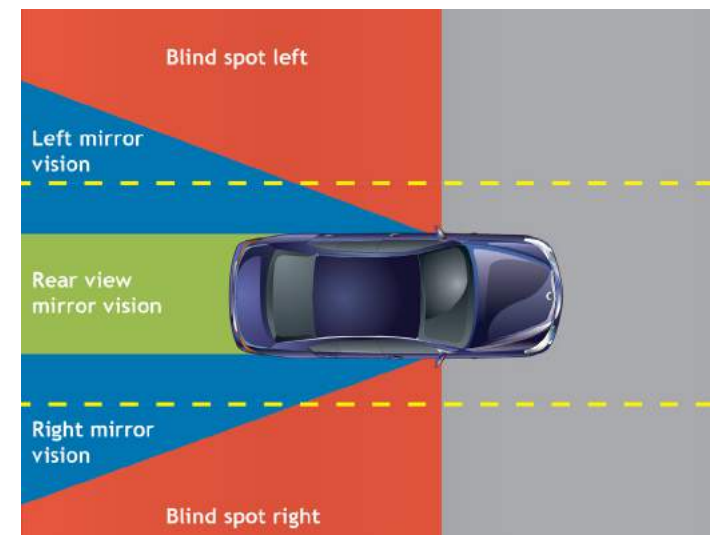 Blind spot left
Left mirror
vision
Rear view
mirror vision
Right mirror
vision
Blind spot right